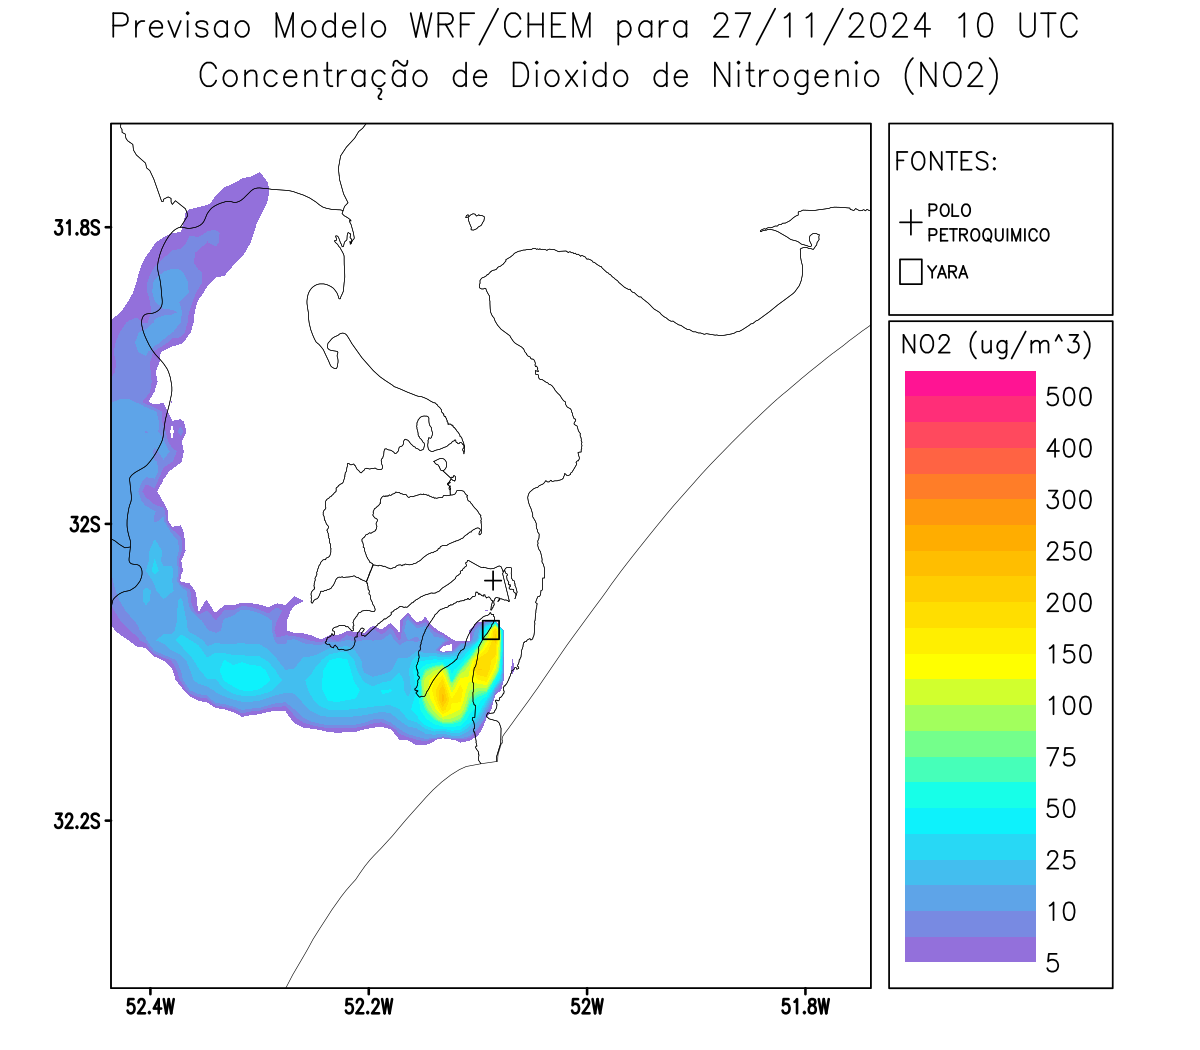 Previsao Modelo WRF/CHEM para 27/11/2024 10 UTC
Concentração de Dioxido de Nitrogenio (NO2)
FONTES:
POLO
PETROQUIMICO
YARA
NO2 (ug/m^3)
500
400
300
250
200
150
100
75
50
25
10
5
31.8S
32S
32.2S
52.4W
52.2W
52W
51.8W